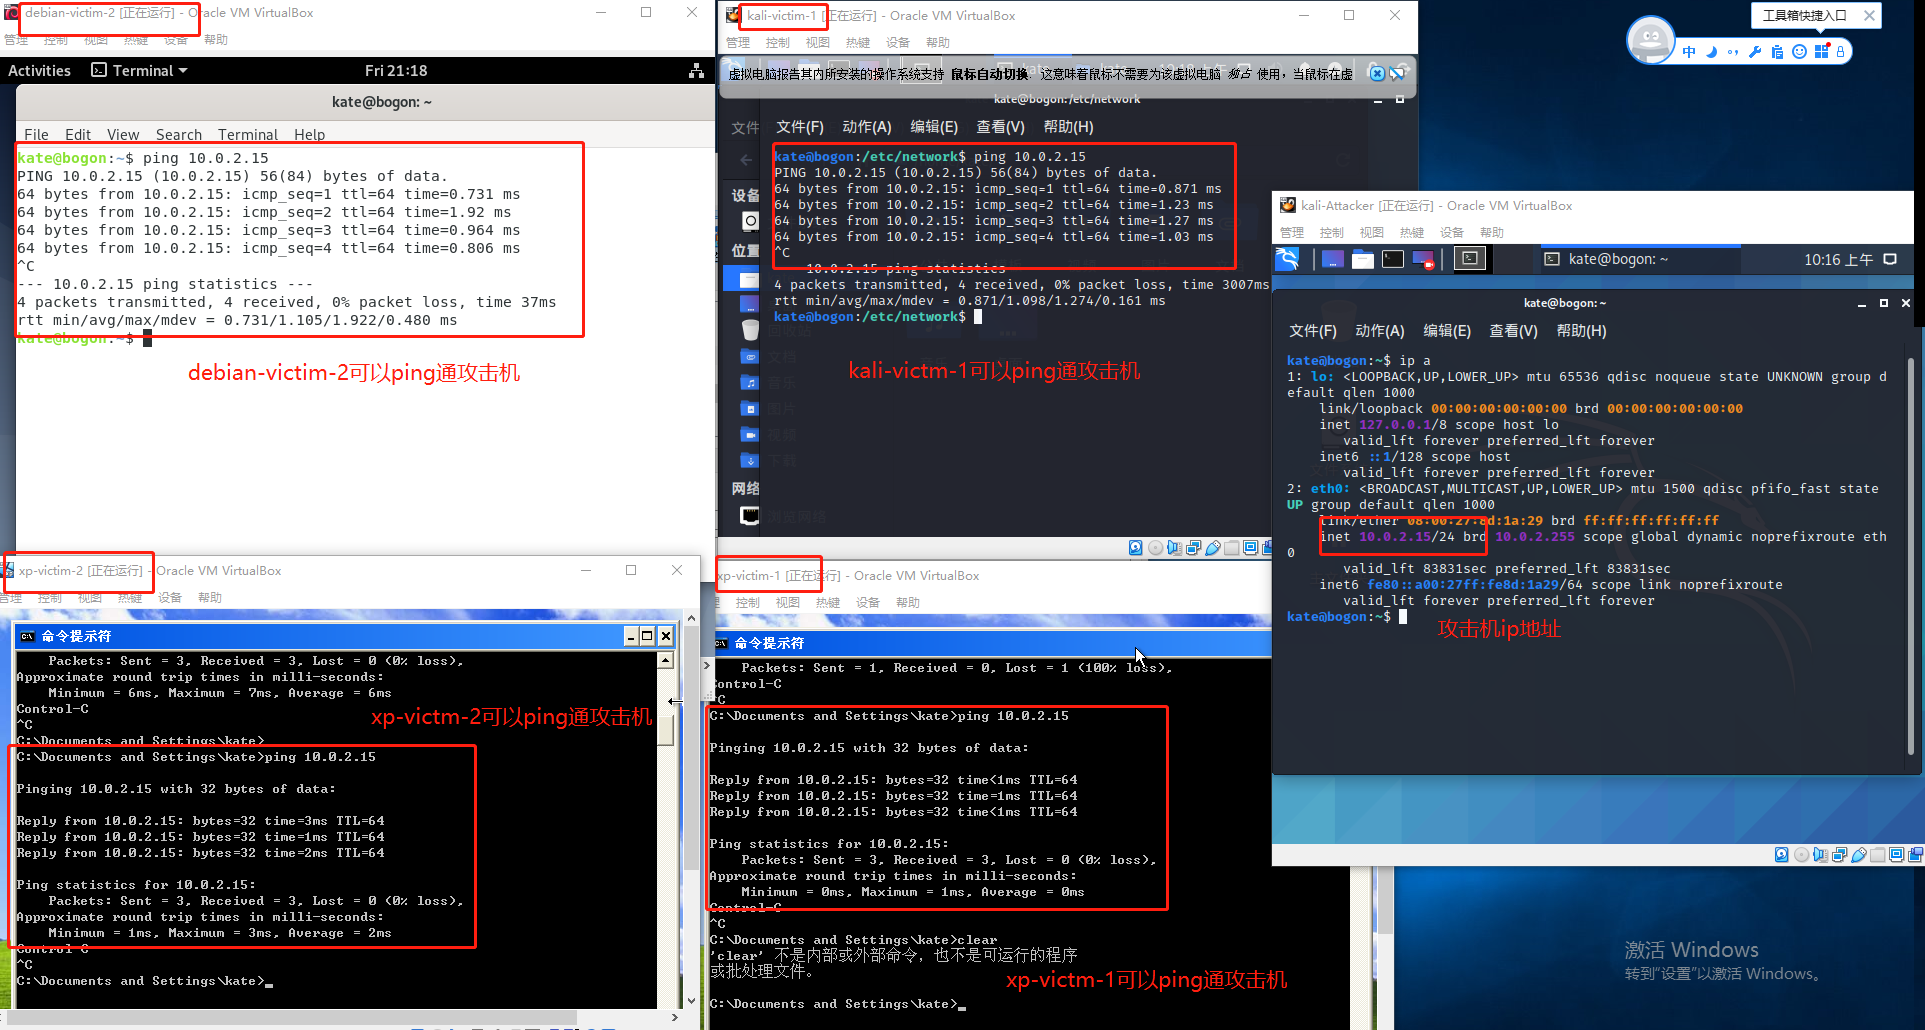 debian-victim-2 [正在运行] - Oracle VM VirtualBox
管理 控制 视图 热键 设备 帮助
Activities Terminal Fri 21:18
kate@bogon: ~
File Edit View Search Terminal Help
kate@bogon:~$ ping 10.0.2.15
PING 10.0.2.15 (10.0.2.15) 56(84) bytes of data.
64 bytes from 10.0.2.15: icmp_seq=1 ttl=64 time=0.731 ms
64 bytes from 10.0.2.15: icmp_seq=2 ttl=64 time=1.92 ms
64 bytes from 10.0.2.15: icmp_seq=3 ttl=64 time=0.964 ms
64 bytes from 10.0.2.15: icmp_seq=4 ttl=64 time=0.806 ms
^C
--- 10.0.2.15 ping statistics ---
4 packets transmitted, 4 received, 0% packet loss, time 37ms
rtt min/avg/max/mdev = 0.731/1.105/1.922/0.480 ms
kate@bogon:~$
debian-victim-2可以ping通攻击机
kali-victim-1 [正在运行] - Oracle VM VirtualBox
管理 控制 视图 热键 设备 帮助
虚拟电脑报告其内所安装的操作系统支持 鼠标自动切换. 这意味着鼠标不需要为该虚拟电脑 独占 使用，当鼠标在虚
kate@bogon:/etc/network
文件(F) 动作(A) 编辑(E) 查看(V) 帮助(H)
文件
设备
位置
网络
kate@bogon:/etc/network$ ping 10.0.2.15
PING 10.0.2.15 (10.0.2.15) 56(84) bytes of data.
64 bytes from 10.0.2.15: icmp_seq=1 ttl=64 time=0.871 ms
64 bytes from 10.0.2.15: icmp_seq=2 ttl=64 time=1.23 ms
64 bytes from 10.0.2.15: icmp_seq=3 ttl=64 time=1.27 ms
64 bytes from 10.0.2.15: icmp_seq=4 ttl=64 time=1.03 ms
^C
10.0.2.15 ping statistics
4 packets transmitted, 4 received, 0% packet loss, time 3007ms
rtt min/avg/max/mdev = 0.871/1.098/1.274/0.161 ms
kate@bogon:/etc/network$
kali-victm-1可以ping通攻击机
工具箱快捷入口
中
kali-Attacker [正在运行] - Oracle VM VirtualBox
管理 控制 视图 热键 设备 帮助
kate@bogon: ~ 10:16 上午
kate@bogon:~
文件(F) 动作(A) 编辑(E) 查看(V) 帮助(H)
kate@bogon:~$ ip a
1: lo: <LOOPBACK,UP,LOWER_UP> mtu 65536 qdisc noqueue state UNKNOWN group d
efault qlen 1000
link/loopback 00:00:00:00:00:00 brd 00:00:00:00:00:00
inet 127.0.0.1/8 scope host lo
valid_lft forever preferred_lft forever
inet6 ::1/128 scope host
valid_lft forever preferred_lft forever
2: eth0: <BROADCAST,MULTICAST,UP,LOWER_UP> mtu 1500 qdisc pfifo_fast state
UP group default qlen 1000
link/ether 08:00:27:8d:1a:29 brd ff:ff:ff:ff:ff:ff
inet 10.0.2.15/24 brd 10.0.2.255 scope global dynamic noprefixroute eth
0
valid_lft 83831sec preferred_lft 83831sec
inet6 fe80::a00:27ff:fe8d:1a29/64 scope link noprefixroute
valid_lft forever preferred_lft forever
kate@bogon:~$
攻击机ip地址
xp-victim-2 [正在运行] - Oracle VM VirtualBox
管理 控制 视图 热键 设备 帮助
命令提示符
Packets: Sent = 3, Received = 3, Lost = 0 (0% loss),
Approximate round trip times in milli-seconds:
Minimum = 6ms, Maximum = 7ms, Average = 6ms
Control-C
^C
C:\Documents and Settings\kate>
xp-victm-2可以ping通攻击机
C:\Documents and Settings\kate>ping 10.0.2.15
Pinging 10.0.2.15 with 32 bytes of data:
Reply from 10.0.2.15: bytes=32 time=3ms TTL=64
Reply from 10.0.2.15: bytes=32 time=1ms TTL=64
Reply from 10.0.2.15: bytes=32 time=2ms TTL=64
Ping statistics for 10.0.2.15:
Packets: Sent = 3, Received = 3, Lost = 0 (0% loss),
Approximate round trip times in milli-seconds:
Minimum = 1ms, Maximum = 3ms, Average = 2ms
Control-C
^C
C:\Documents and Settings\kate>_
xp-victim-1 [正在运行] - Oracle VM VirtualBox
控制 视图 热键 设备 帮助
命令提示符
Packets: Sent = 1, Received = 0, Lost = 1 (100% loss),
Control-C
^C
C:\Documents and Settings\kate>ping 10.0.2.15
Pinging 10.0.2.15 with 32 bytes of data:
Reply from 10.0.2.15: bytes=32 time<1ms TTL=64
Reply from 10.0.2.15: bytes=32 time=1ms TTL=64
Reply from 10.0.2.15: bytes=32 time<1ms TTL=64
Ping statistics for 10.0.2.15:
Packets: Sent = 3, Received = 3, Lost = 0 (0% loss),
Approximate round trip times in milli-seconds:
Minimum = 0ms, Maximum = 1ms, Average = 0ms
Control-C
^C
C:\Documents and Settings\kate>clear
'clear' 不是内部或外部命令，也不是可运行的程序
或批处理文件。
xp-victm-1可以ping通攻击机
C:\Documents and Settings\kate>_
激活 Windows
转到“设置”以激活 Windows。